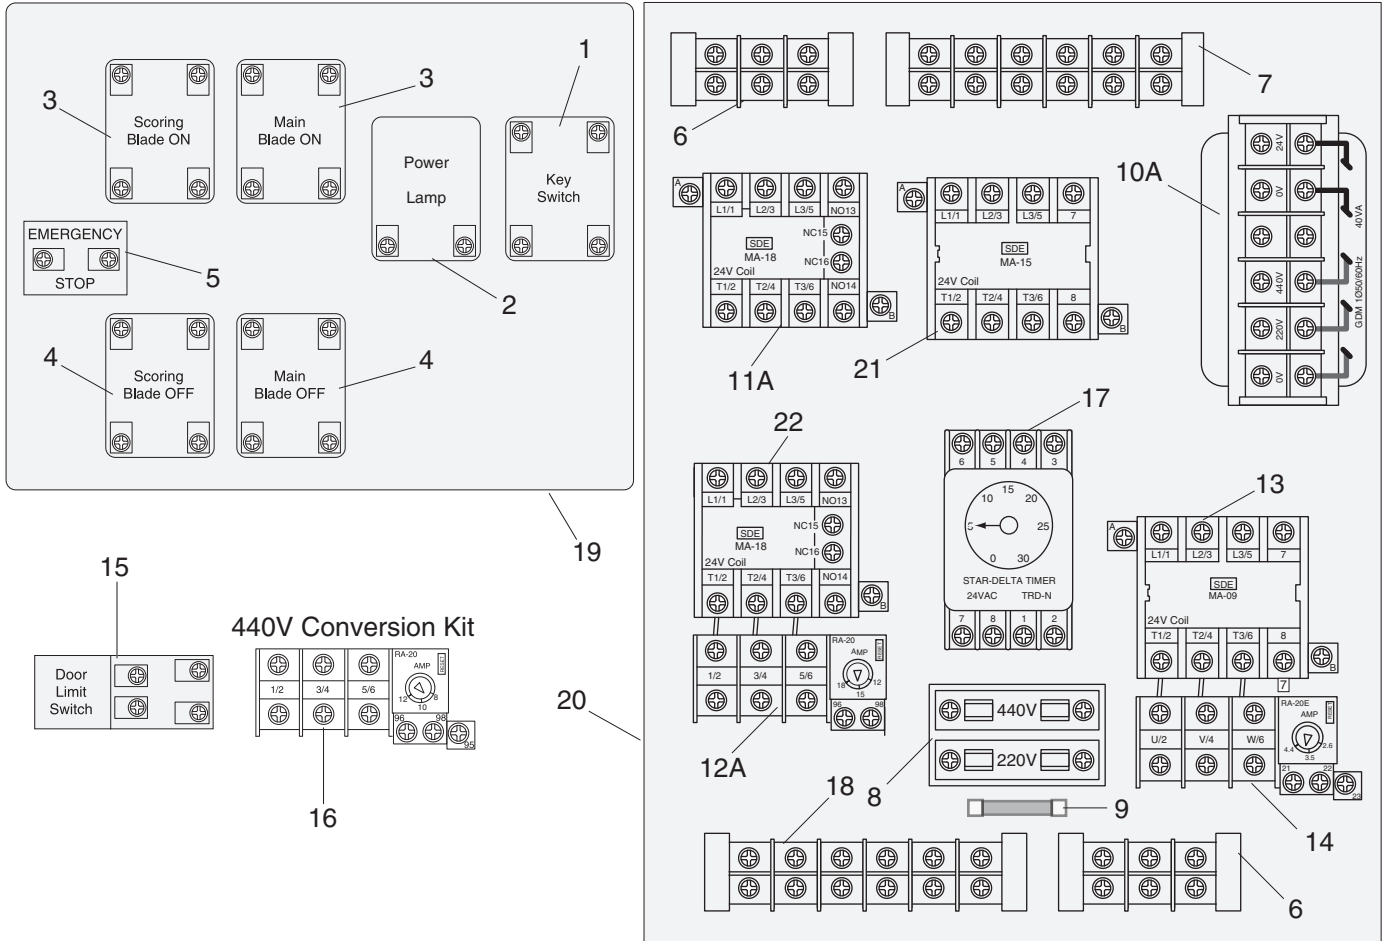 1
3
3
Scoring
Blade ON
Main
Blade ON
Power
Lamp
Key
Switch
EMERGENCY
STOP
5
2
4
4
Scoring
Blade OFF
Main
Blade OFF
19
15
Door
Limit
Switch
440V Conversion Kit
1/2 3/4 5/6
RA-20
AMP
RESET
12 8
10
96 98
95
16
20
6
7
10A
24V
0V
440V
220V
0V
40VA
GDM 1Ø50/60Hz
A
L1/1 L2/3 L3/5 NO13
NC15
SDE
MA-18
NC16
24V Coil
T1/2 T2/4 T3/6 NO14
B
11A
A
L1/1 L2/3 L3/5 7
SDE
MA-15
24V Coil
T1/2 T2/4 T3/6 8
B
21
22
L1/1 L2/3 L3/5 NO13
NC15
SDE
MA-18
NC16
24V Coil
T1/2 T2/4 T3/6 NO14
B
1/2 3/4 5/6
RA-20
AMP
RESET
18 12
15
96 98
12A
17
6 5 4 3
15
10 20
5 25
0 30
STAR-DELTA TIMER
24VAC TRD-N
7 8 1 2
13
A
L1/1 L2/3 L3/5 7
SDE
MA-09
24V Coil
T1/2 T2/4 T3/6 8
B
7
U/2 V/4 W/6
RA-20E
AMP
RESET
4.4 2.6
3.5
21 22
23
14
440V
220V
8
9
18
6